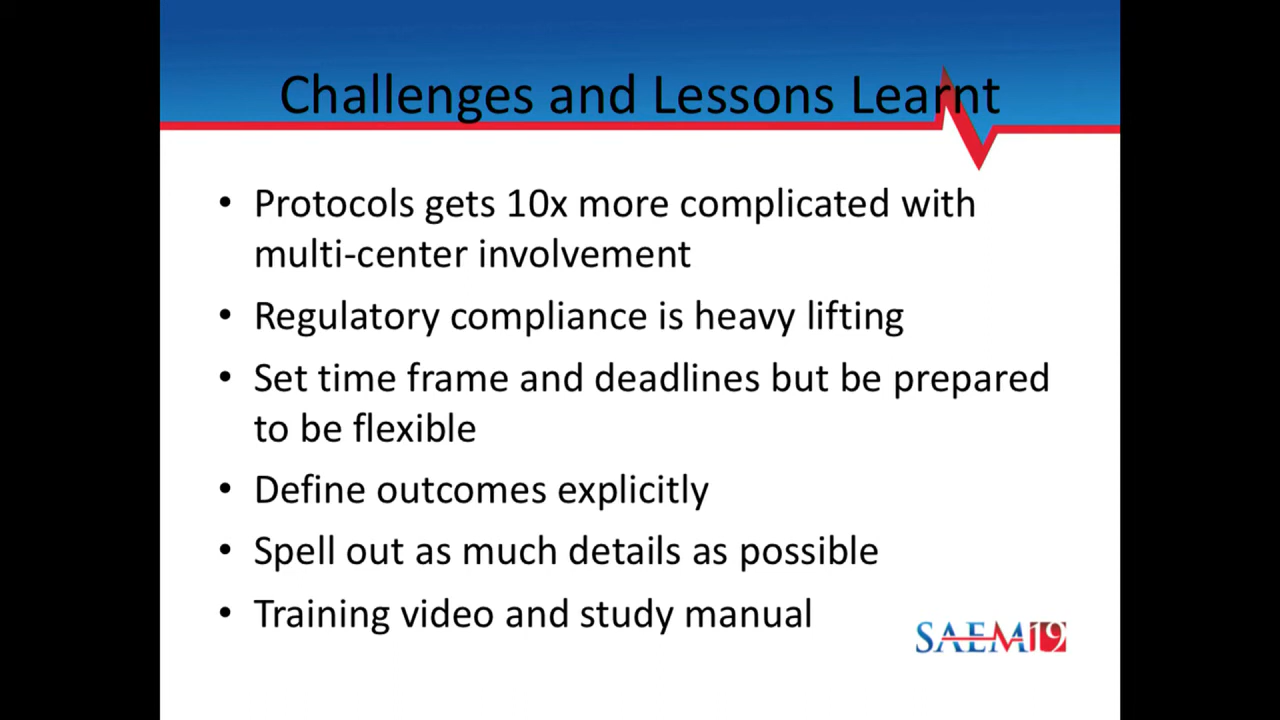 Challenges and Lessons Learnt
• Protocols gets 10x more complicated with
multi-center involvement
• Regulatory compliance is heavy lifting
• Set time frame and deadlines but be prepared
to be flexible
• Define outcomes explicitly
• Spell out as much details as possible
• Training video and study manual
SAEM19